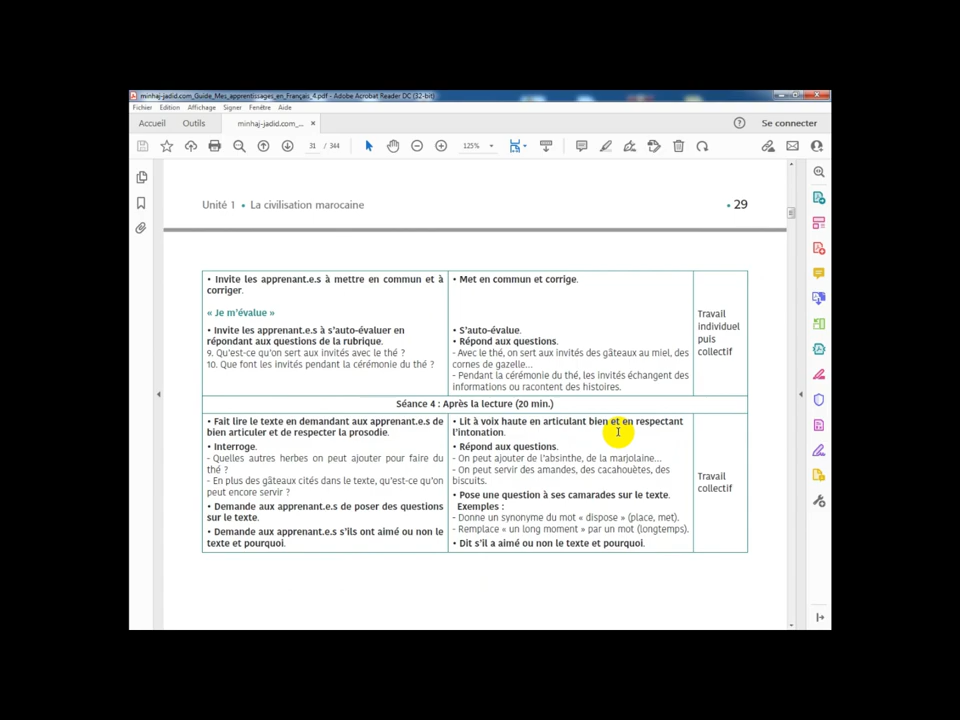 minhaj-jadid.com_Guide_Mes_apprentissages_en_Français_4.pdf - Adobe Acrobat Reader DC (32-bit)
Fichier Edition Affichage Signer Fenêtre Aide
Accueil Outils minhaj-jadid.com_... × Se connecter
31 / 344 125%
Unité 1 • La civilisation marocaine • 29
• Invite les apprenant.e.s à mettre en commun et à
corriger.
« Je m'évalue »
• Invite les apprenant.e.s à s'auto-évaluer en
répondant aux questions de la rubrique.
9. Qu'est-ce qu'on sert aux invités avec le thé ?
10. Que font les invités pendant la cérémonie du thé ?
• Met en commun et corrige.
• S'auto-évalue.
• Répond aux questions.
- Avec le thé, on sert aux invités des gâteaux au miel, des
cornes de gazelle...
- Pendant la cérémonie du thé, les invités échangent des
informations ou racontent des histoires.
Travail
individuel
puis
collectif
Séance 4 : Après la lecture (20 min.)
• Fait lire le texte en demandant aux apprenant.e.s de
bien articuler et de respecter la prosodie.
• Interroge.
- Quelles autres herbes on peut ajouter pour faire du
thé ?
- En plus des gâteaux cités dans le texte, qu'est-ce qu'on
peut encore servir ?
• Demande aux apprenant.e.s de poser des questions
sur le texte.
• Demande aux apprenant.e.s s'ils ont aimé ou non le
texte et pourquoi.
• Lit à voix haute en articulant bien et en respectant
l'intonation.
• Répond aux questions.
- On peut ajouter de l'absinthe, de la marjolaine...
- On peut servir des amandes, des cacahouètes, des
biscuits.
• Pose une question à ses camarades sur le texte.
Exemples :
- Donne un synonyme du mot « dispose » (place, met).
- Remplace « un long moment » par un mot (longtemps).
• Dit s'il a aimé ou non le texte et pourquoi.
Travail
collectif